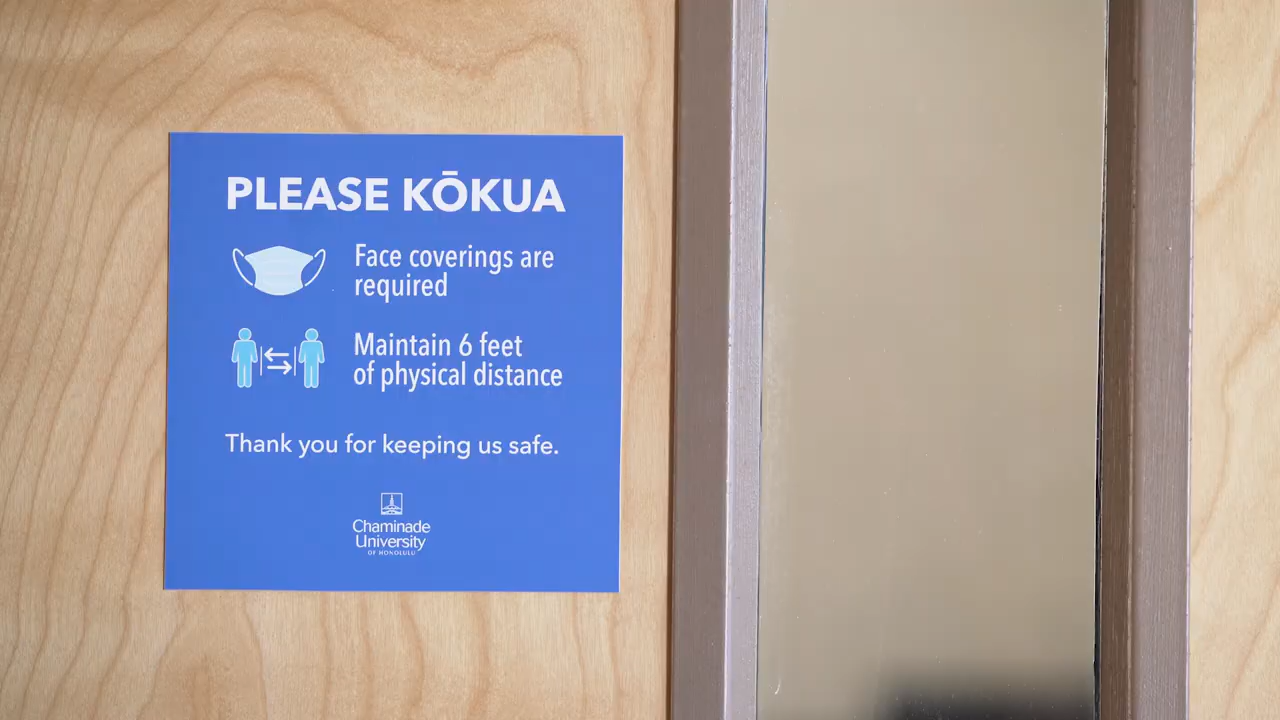 PLEASE KŌKUA
Face coverings are
required
Maintain 6 feet
of physical distance
Thank you for keeping us safe.
Chaminade
University
OF HONOLULU